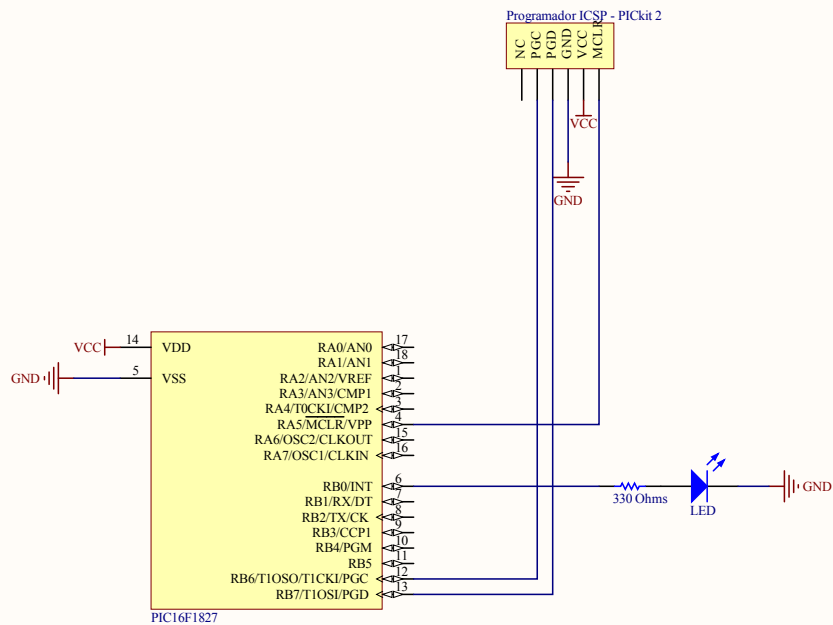 Programador ICSP - PICkit 2
NC
PGC
PGD
GND
VCC
MCLR
VCC
GND
VCC
14
VDD
GND
5
VSS
RA0/AN0
17
RA1/AN1
18
RA2/AN2/VREF
1
RA3/AN3/CMP1
2
RA4/T0CKI/CMP2
3
RA5/MCLR/VPP
4
RA6/OSC2/CLKOUT
15
RA7/OSC1/CLKIN
16
RB0/INT
6
RB1/RX/DT
7
RB2/TX/CK
8
RB3/CCP1
9
RB4/PGM
10
RB5
11
RB6/T1OSO/T1CKI/PGC
12
RB7/T1OSI/PGD
13
330 Ohms
LED
GND
PIC16F1827